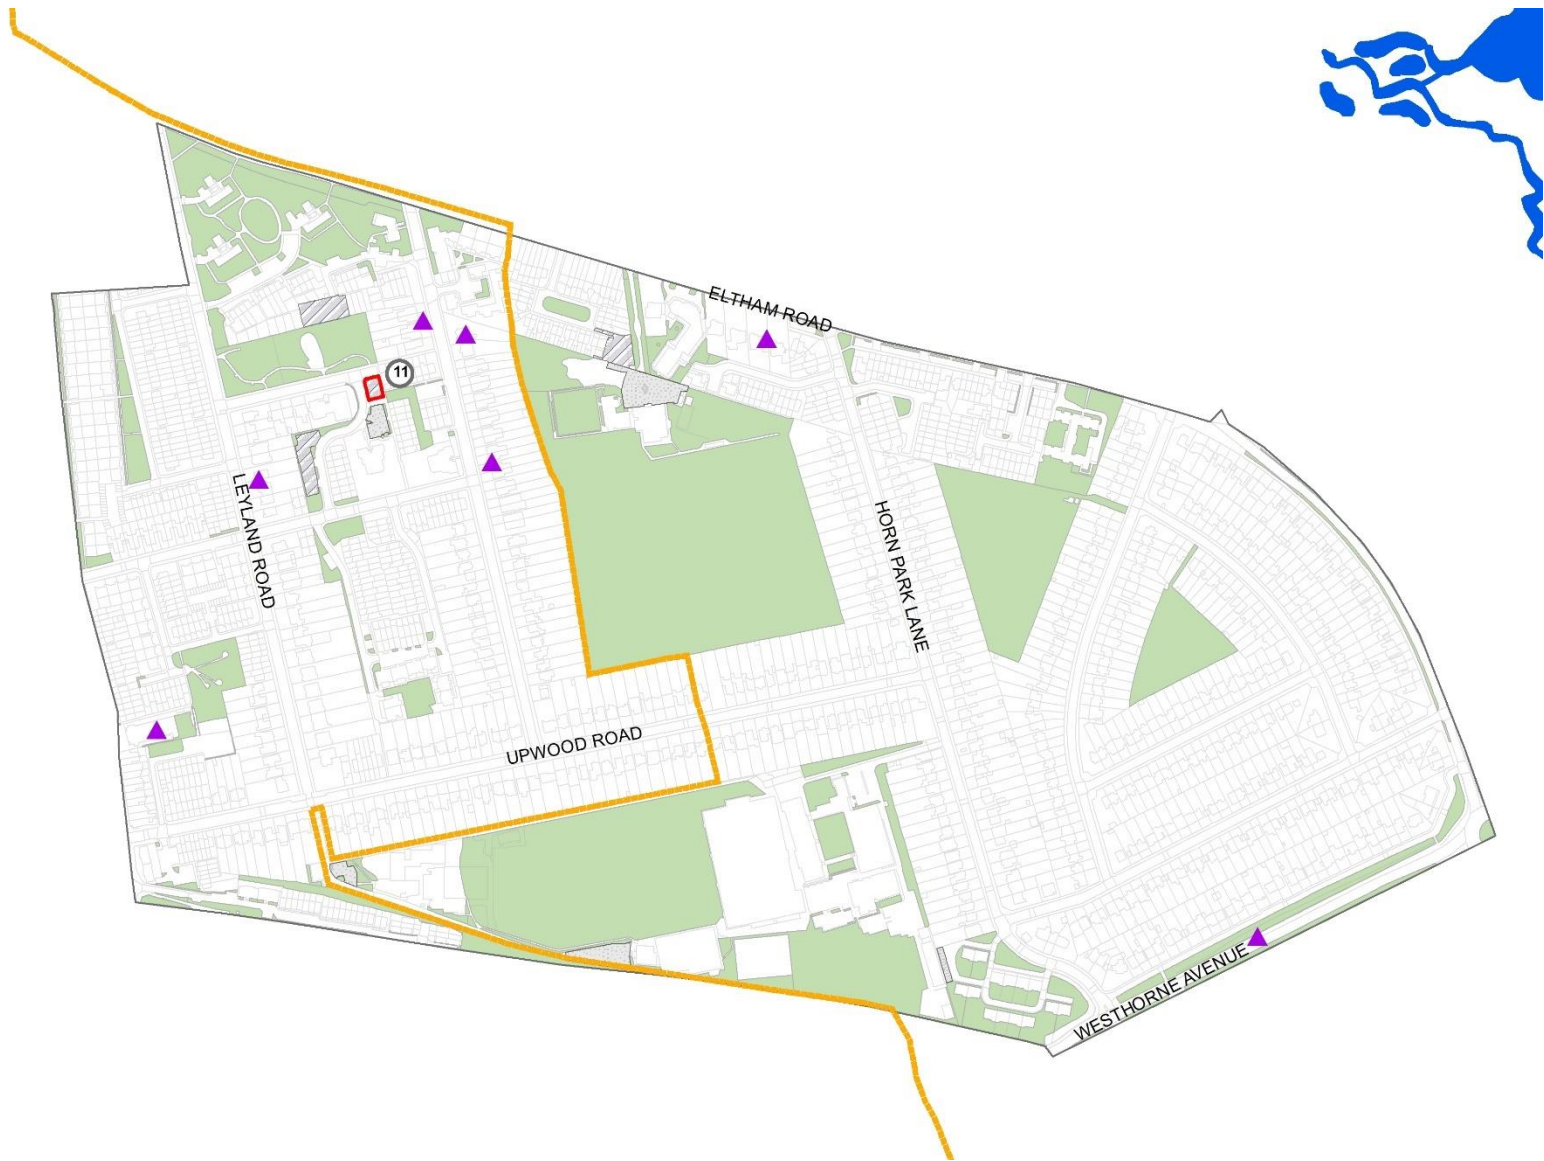 ELTHAM ROAD
11
LEYLAND ROAD
HORN PARK LANE
UPWOOD ROAD
WESTHORNE AVENUE